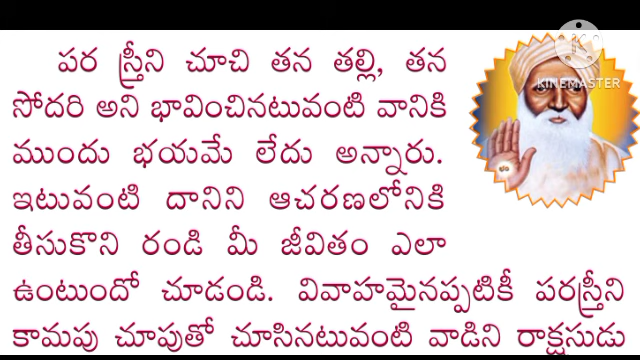 పర స్త్రీని చూచి తన తల్లి, తన
సోదరి అని భావించినటువంటి వానికి
ముందు భయమే లేదు అన్నారు.
ఇటువంటి దానిని ఆచరణలోనికి
తీసుకొని రండి మీ జీవితం ఎలా
ఉంటుందో చూడండి. వివాహమైనప్పటికీ పరస్త్రీని
కామపు చూపుతో చూసినటువంటి వాడిని రాక్షసుడు
KINEMASTER